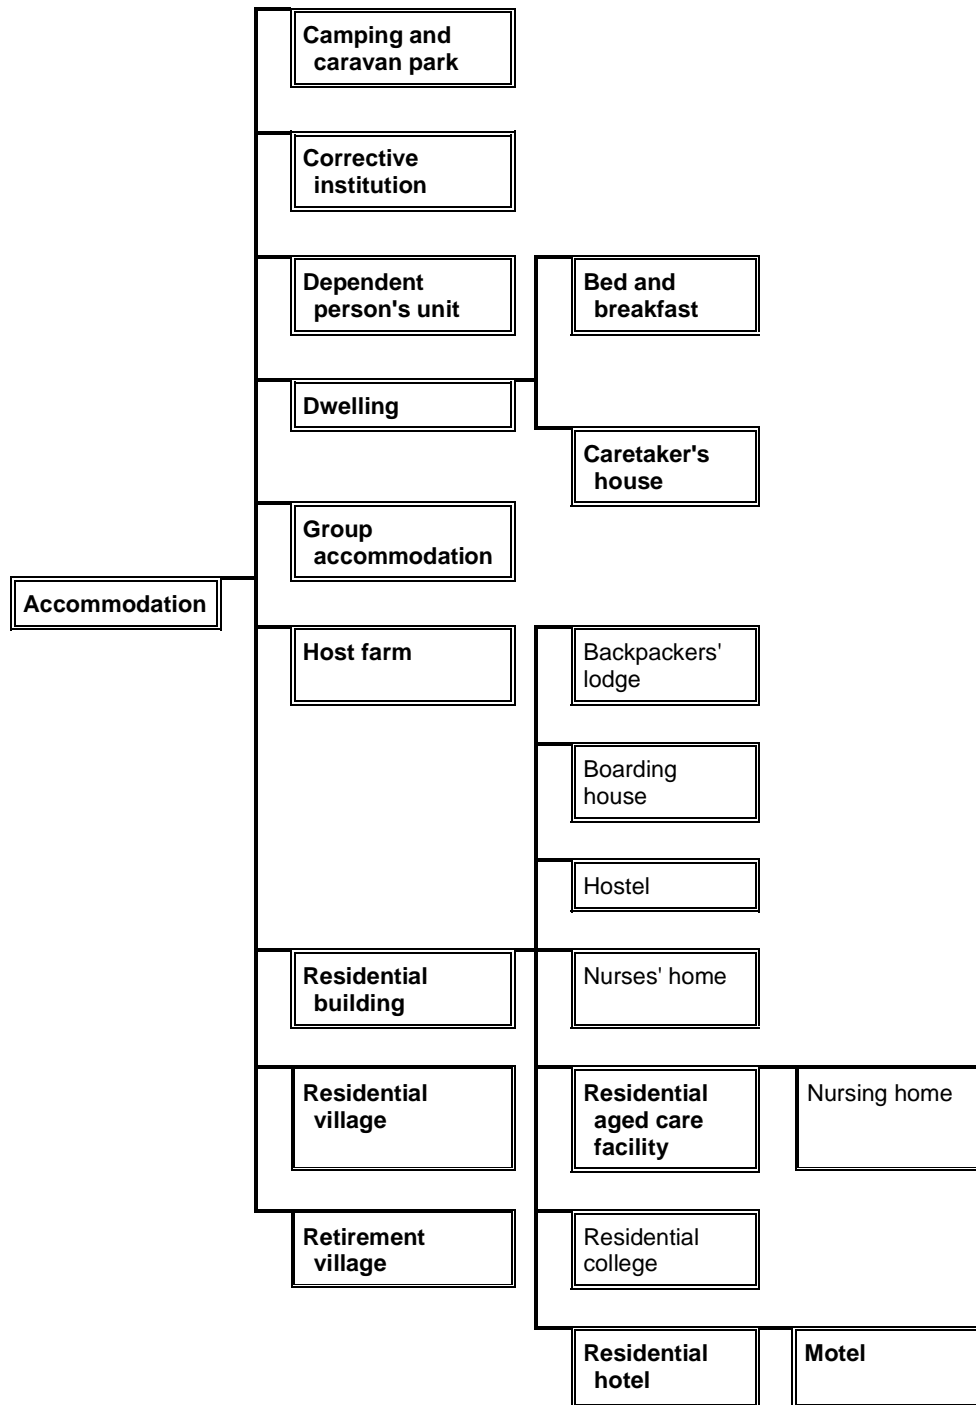 Camping and
caravan park
Corrective
institution
Dependent
person's unit
Bed and
breakfast
Dwelling
Caretaker's
house
Group
accommodation
Accommodation
Host farm
Backpackers'
lodge
Boarding
house
Hostel
Residential
building
Nurses' home
Residential
village
Residential
aged care
facility
Nursing home
Retirement
village
Residential
college
Residential
hotel
Motel